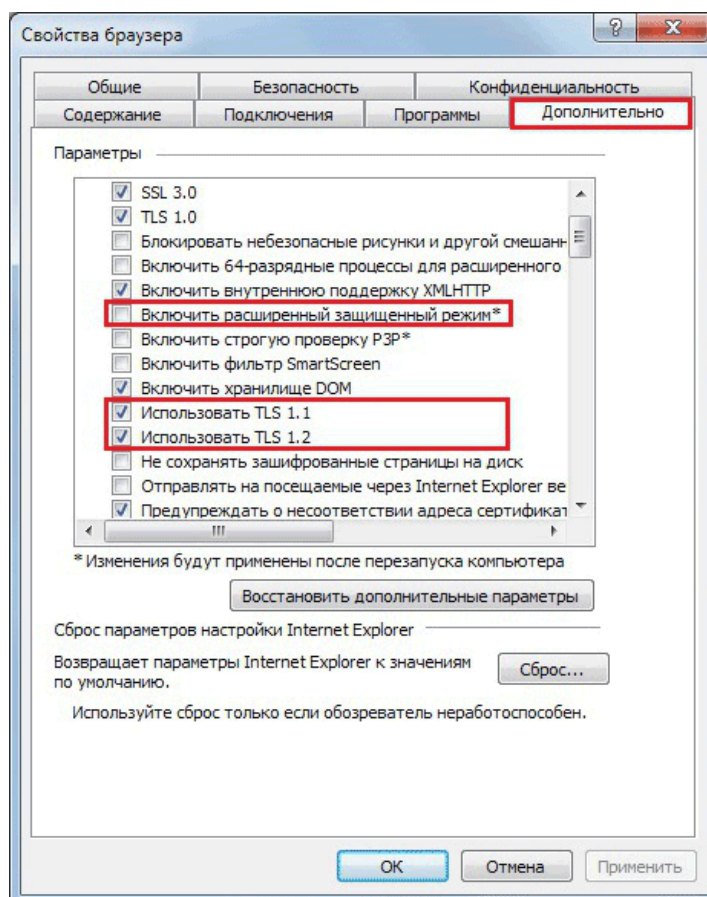 Свойства браузера
Общие Безопасность Конфиденциальность
Содержание Подключения Программы Дополнительно
Параметры
SSL 3.0
TLS 1.0
Блокировать небезопасные рисунки и другой смешанн
Включить 64-разрядные процессы для расширенного
Включить внутреннюю поддержку XMLHTTP
Включить расширенный защищенный режим*
Включить строгую проверку P3P*
Включить фильтр SmartScreen
Включить хранилище DOM
Использовать TLS 1.1
Использовать TLS 1.2
Не сохранять зашифрованные страницы на диск
Отправлять на посещаемые через Internet Explorer ве
Предупреждать о несоответствии адреса сертификат
*Изменения будут применены после перезапуска компьютера
Восстановить дополнительные параметры
Сброс параметров настройки Internet Explorer
Возвращает параметры Internet Explorer к значениям
по умолчанию.
Сброс...
Используйте сброс только если обозреватель неработоспособен.
OK Отмена Применить